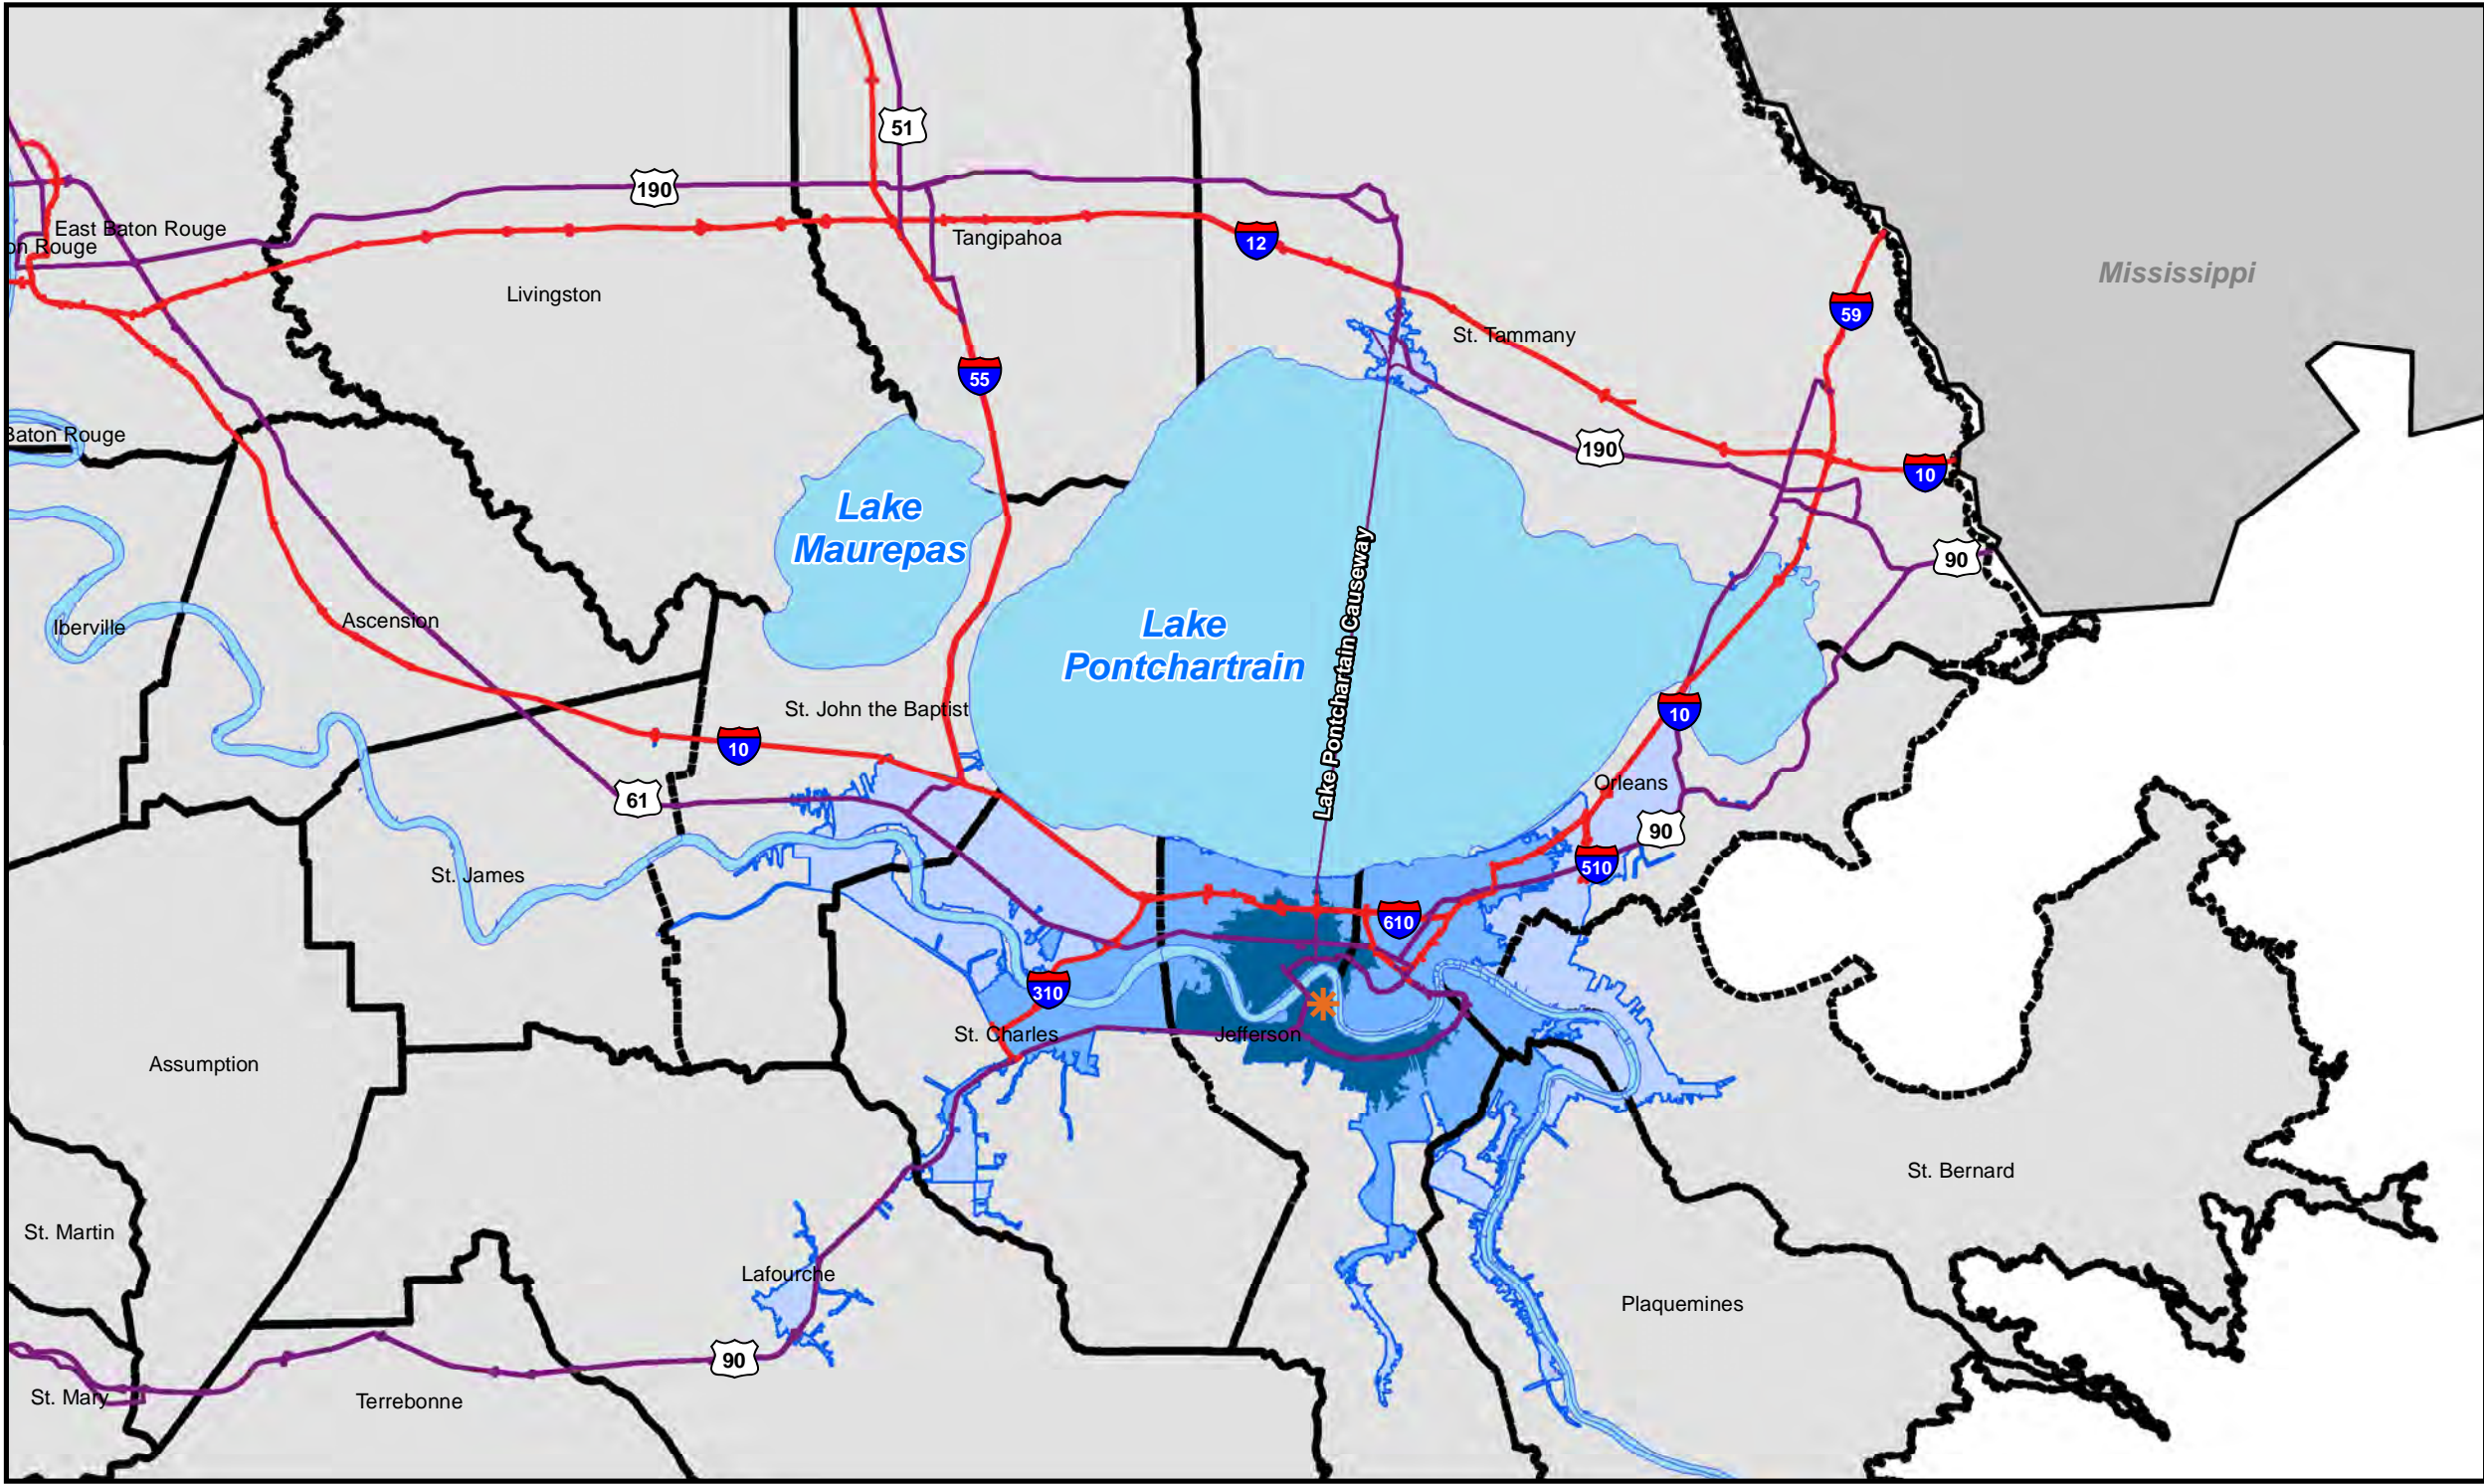 51
190
East Baton Rouge
on Rouge
Tangipahoa
12
Mississippi
Livingston
59
St. Tammany
55
Baton Rouge
190
10
Lake
Maurepas
90
Lake Pontchartain Causeway
Ascension
Iberville
Lake
Pontchartrain
St. John the Baptist
10
10
Orleans
61
90
St. James
510
610
310
St. Charles
Jefferson
Assumption
St. Bernard
St. Martin
Lafourche
Plaquemines
90
St. Mary
Terrebonne